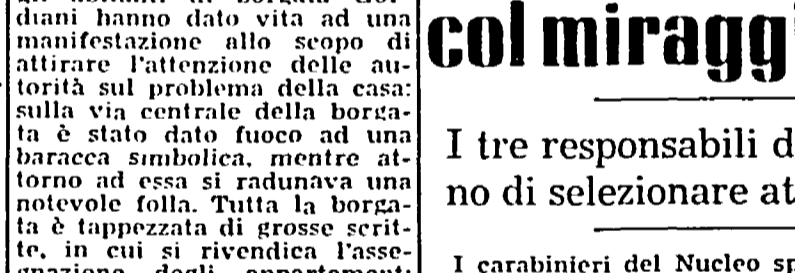 diani hanno dato vita ad una
manifestazione allo scopo di
attirare l'attenzione delle au-
torità sul problema della casa:
sulla via centrale della borga-
ta è stato dato fuoco ad una
baracca simbolica, mentre at-
torno ad essa si radunava una
notevole folla. Tutta la borga-
ta è tappezzata di grosse scrit-
te, in cui si rivendica l'asse-
col miragg
I tre responsabili d
no di selezionare at
I carabinieri del Nucleo sp